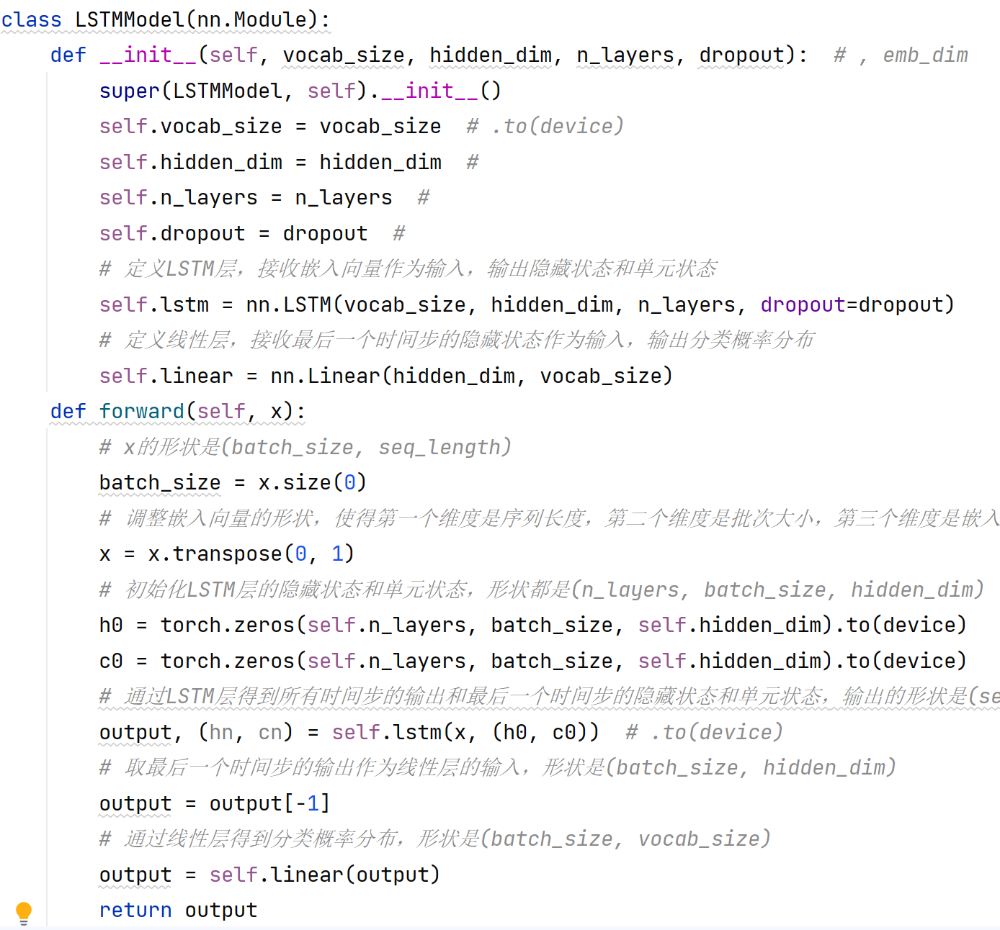 class LSTMModel(nn.Module):
    def __init__(self, vocab_size, hidden_dim, n_layers, dropout):  # , emb_dim
        super(LSTMModel, self).__init__()
        self.vocab_size = vocab_size  # .to(device)
        self.hidden_dim = hidden_dim  #
        self.n_layers = n_layers  #
        self.dropout = dropout  #
        # 定义LSTM层，接收嵌入向量作为输入，输出隐藏状态和单元状态
        self.lstm = nn.LSTM(vocab_size, hidden_dim, n_layers, dropout=dropout)
        # 定义线性层，接收最后一个时间步的隐藏状态作为输入，输出分类概率分布
        self.linear = nn.Linear(hidden_dim, vocab_size)
    def forward(self, x):
        # x的形状是(batch_size, seq_length)
        batch_size = x.size(0)
        # 调整嵌入向量的形状，使得第一个维度是序列长度，第二个维度是批次大小，第三个维度是嵌入
        x = x.transpose(0, 1)
        # 初始化LSTM层的隐藏状态和单元状态，形状都是(n_layers, batch_size, hidden_dim)
        h0 = torch.zeros(self.n_layers, batch_size, self.hidden_dim).to(device)
        c0 = torch.zeros(self.n_layers, batch_size, self.hidden_dim).to(device)
        # 通过LSTM层得到所有时间步的输出和最后一个时间步的隐藏状态和单元状态，输出的形状是(se
        output, (hn, cn) = self.lstm(x, (h0, c0))  # .to(device)
        # 取最后一个时间步的输出作为线性层的输入，形状是(batch_size, hidden_dim)
        output = output[-1]
        # 通过线性层得到分类概率分布，形状是(batch_size, vocab_size)
        output = self.linear(output)
        return output